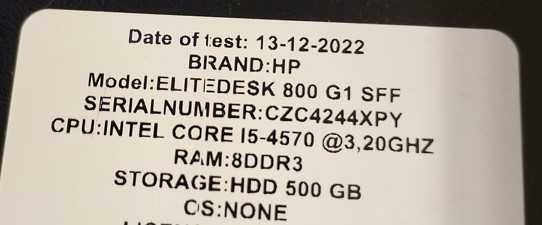 Date of test: 13-12-2022
BRAND:HP
Model:ELITEDESK 800 G1 SFF
SERIALNUMBER:CZC4244XPY
CPU:INTEL CORE I5-4570 @3,20GHZ
RAM:8DDR3
STORAGE:HDD 500 GB
OS:NONE